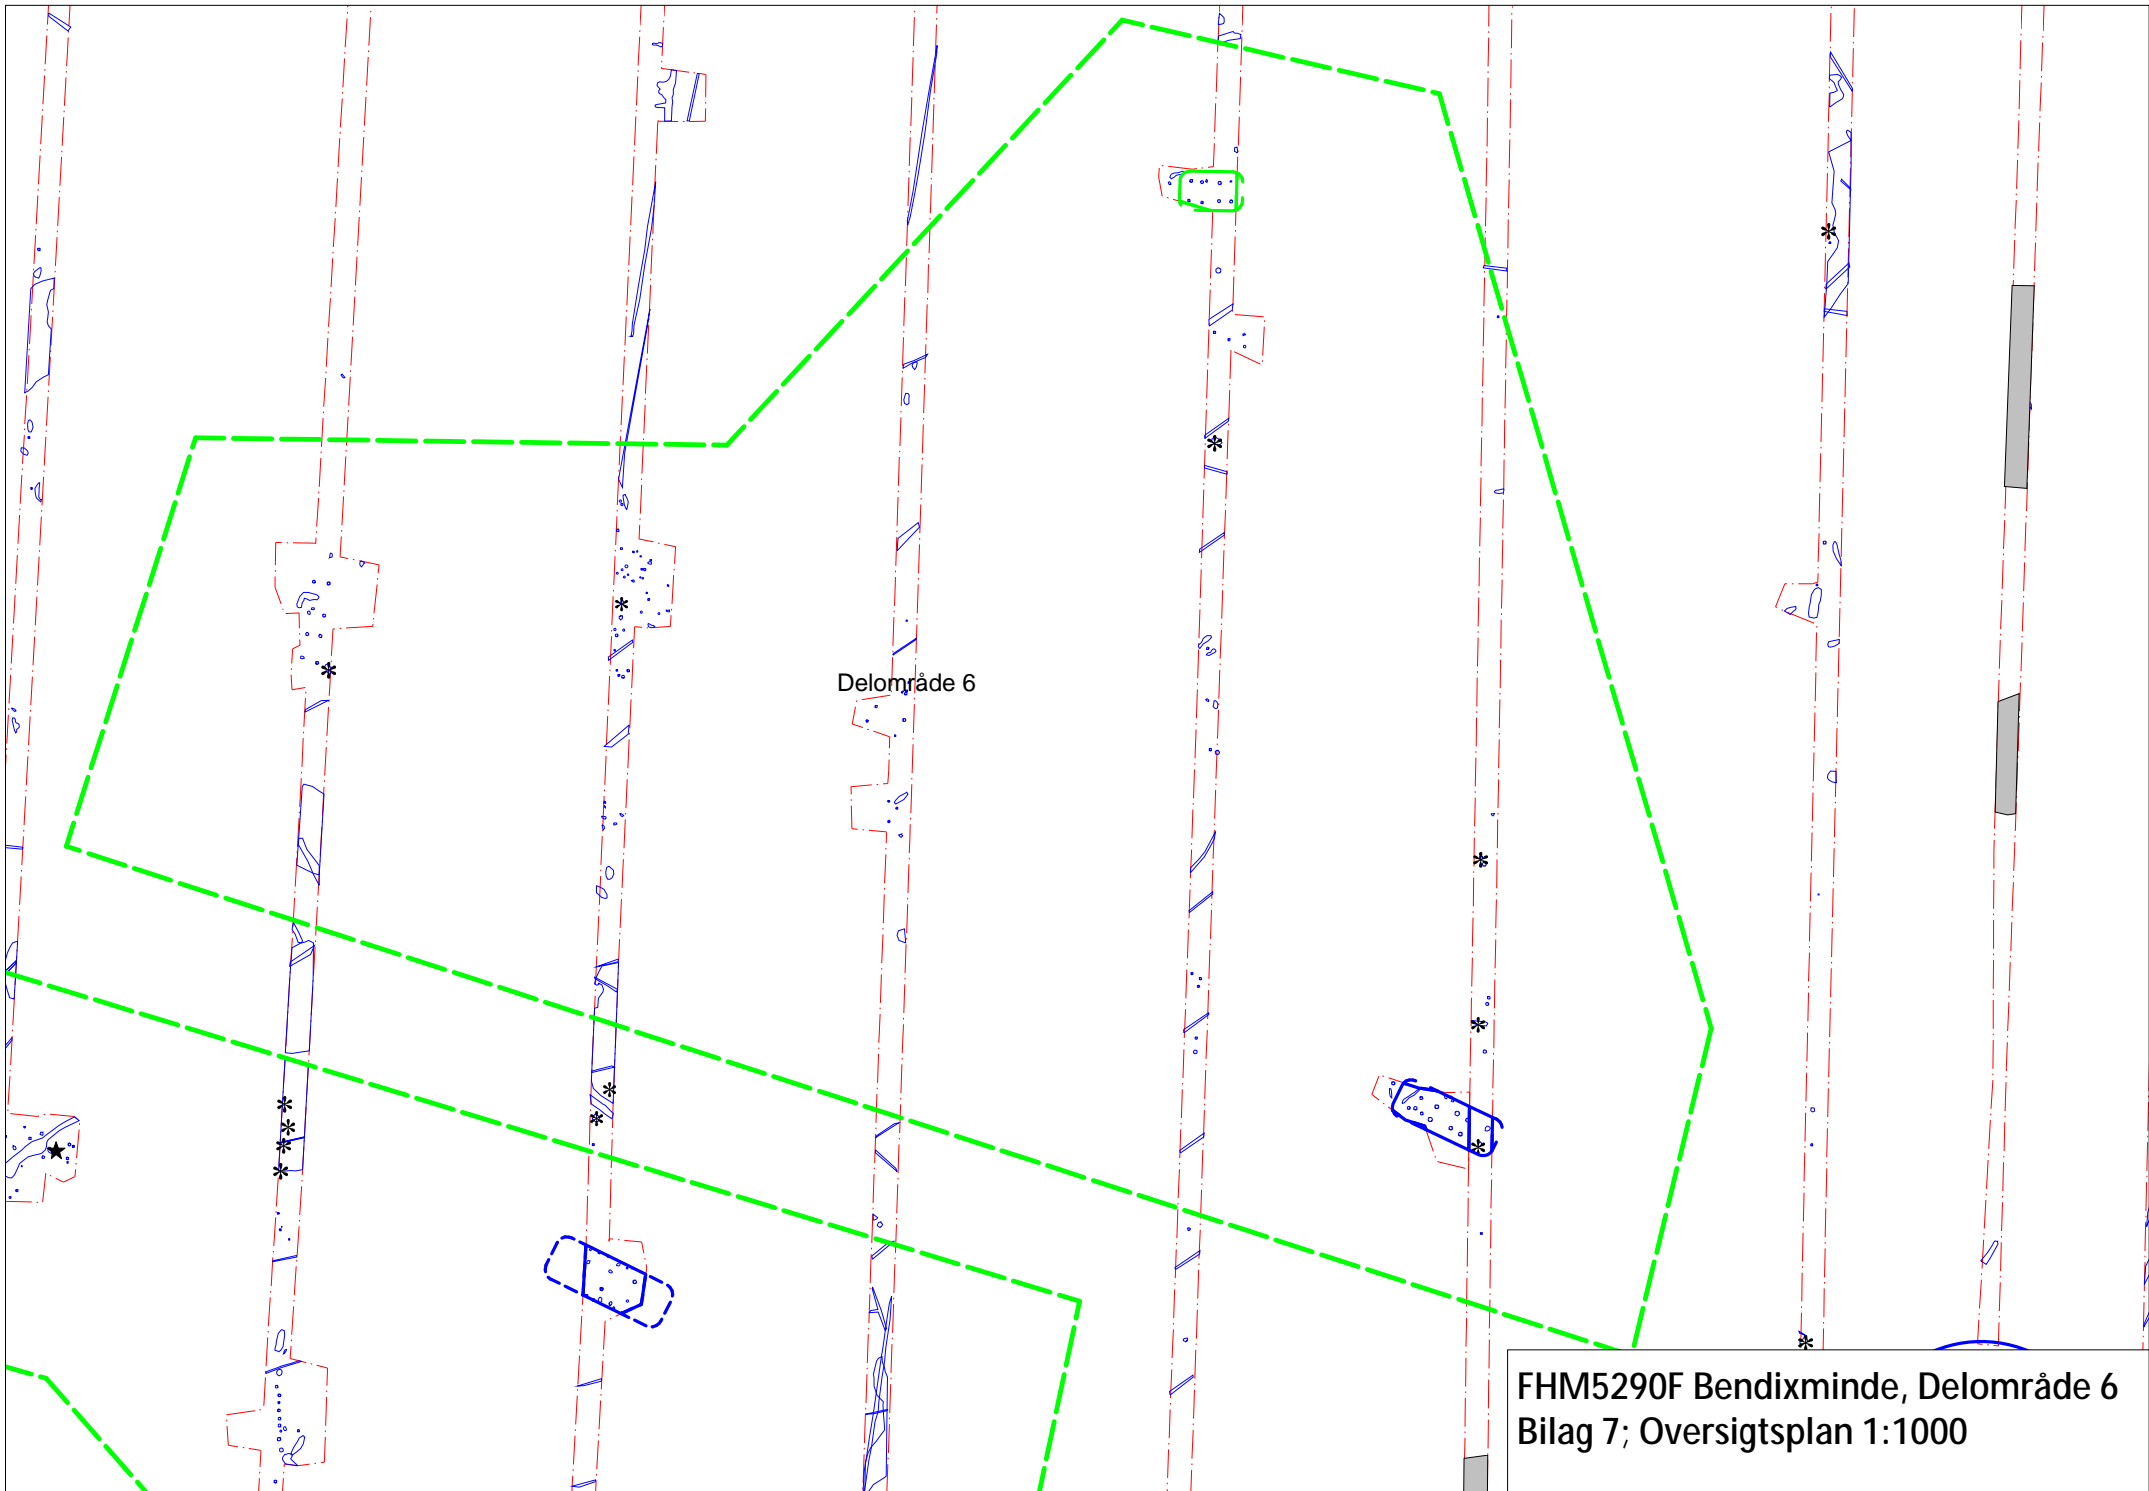 Delområde 6
FHM5290F Bendixminde, Delområde 6
Bilag 7; Oversigtsplan 1:1000